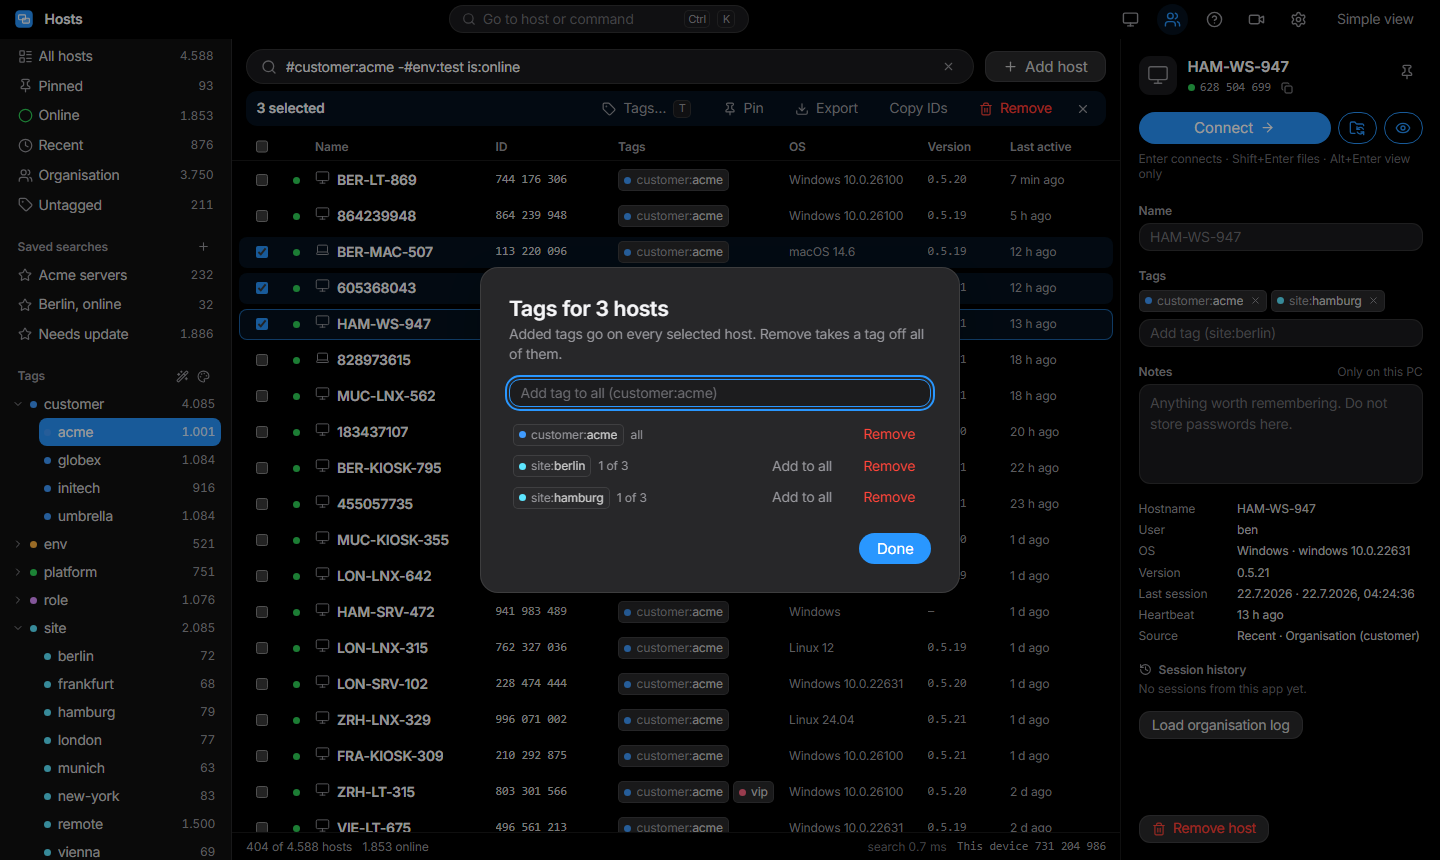 Hosts
Go to host or command Ctrl K
Simple view
All hosts 4.588
Pinned 93
Online 1.853
Recent 876
Organisation 3.750
Untagged 211
Saved searches
Acme servers 232
Berlin, online 32
Needs update 1.886
Tags
customer 4.085
acme 1.001
globex 1.084
initech 916
umbrella 1.084
env 521
platform 751
role 1.076
site 2.085
berlin 72
frankfurt 68
hamburg 79
london 77
munich 63
new-york 83
remote 1.500
vienna 69
#customer:acme -#env:test is:online
Add host
3 selected Tags... T Pin Export Copy IDs Remove
Name ID Tags OS Version Last active
BER-LT-869 744 176 306 customer:acme Windows 10.0.26100 0.5.20 7 min ago
864239948 864 239 948 customer:acme Windows 10.0.26100 0.5.19 5 h ago
BER-MAC-507 113 220 096 customer:acme macOS 14.6 0.5.19 12 h ago
605368043 1 12 h ago
HAM-WS-947 1 13 h ago
828973615 1 18 h ago
MUC-LNX-562 1 18 h ago
183437107 0 20 h ago
BER-KIOSK-795 1 22 h ago
455057735 1 23 h ago
MUC-KIOSK-355 0 1 d ago
LON-LNX-642 9 1 d ago
HAM-SRV-472 941 983 489 customer:acme Windows – 1 d ago
LON-LNX-315 762 327 036 customer:acme Linux 12 0.5.19 1 d ago
LON-SRV-102 228 474 444 customer:acme Windows 10.0.22631 0.5.20 1 d ago
ZRH-LNX-329 996 071 002 customer:acme Linux 24.04 0.5.21 1 d ago
FRA-KIOSK-309 210 292 875 customer:acme Windows 10.0.26100 0.5.21 1 d ago
ZRH-LT-315 803 301 566 customer:acme vip Windows 10.0.26100 0.5.20 2 d ago
VIE-LT-675 496 561 213 customer:acme Windows 10.0.22631 0.5.19 2 d ago
404 of 4.588 hosts 1.853 online search 0.7 ms This device 731 204 986
Tags for 3 hosts
Added tags go on every selected host. Remove takes a tag off all
of them.
Add tag to all (customer:acme)
customer:acme all Remove
site:berlin 1 of 3 Add to all Remove
site:hamburg 1 of 3 Add to all Remove
Done
HAM-WS-947
628 504 699
Connect
Enter connects · Shift+Enter files · Alt+Enter view
only
Name
HAM-WS-947
Tags
customer:acme site:hamburg
Add tag (site:berlin)
Notes Only on this PC
Anything worth remembering. Do not
store passwords here.
Hostname HAM-WS-947
User ben
OS Windows · windows 10.0.22631
Version 0.5.21
Last session 22.7.2026 · 22.7.2026, 04:24:36
Heartbeat 13 h ago
Source Recent · Organisation (customer)
Session history
No sessions from this app yet.
Load organisation log
Remove host